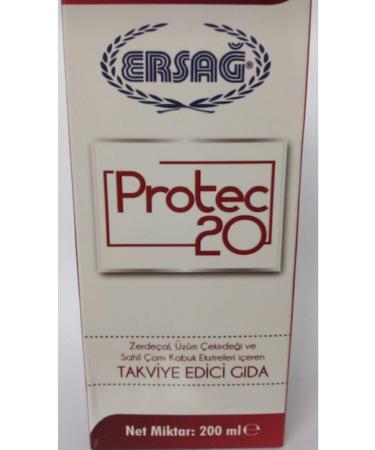 ERSAĞ®
Protec
20
Zerdeçal, Üzüm Çekirdeği ve
Sahil Çamı Kabuk Ekstreleri içeren
TAKVİYE EDİCİ GIDA
Net Miktar: 200 ml ℮